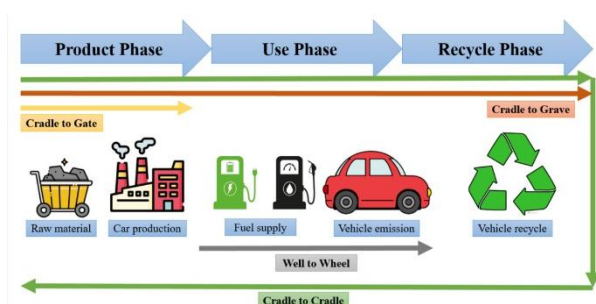 Product Phase
Use Phase
Recycle Phase
Cradle to Grave
Cradle to Gate
Raw material
Car production
Fuel supply
Vehicle emission
Vehicle recycle
Well to Wheel
Cradle to Cradle